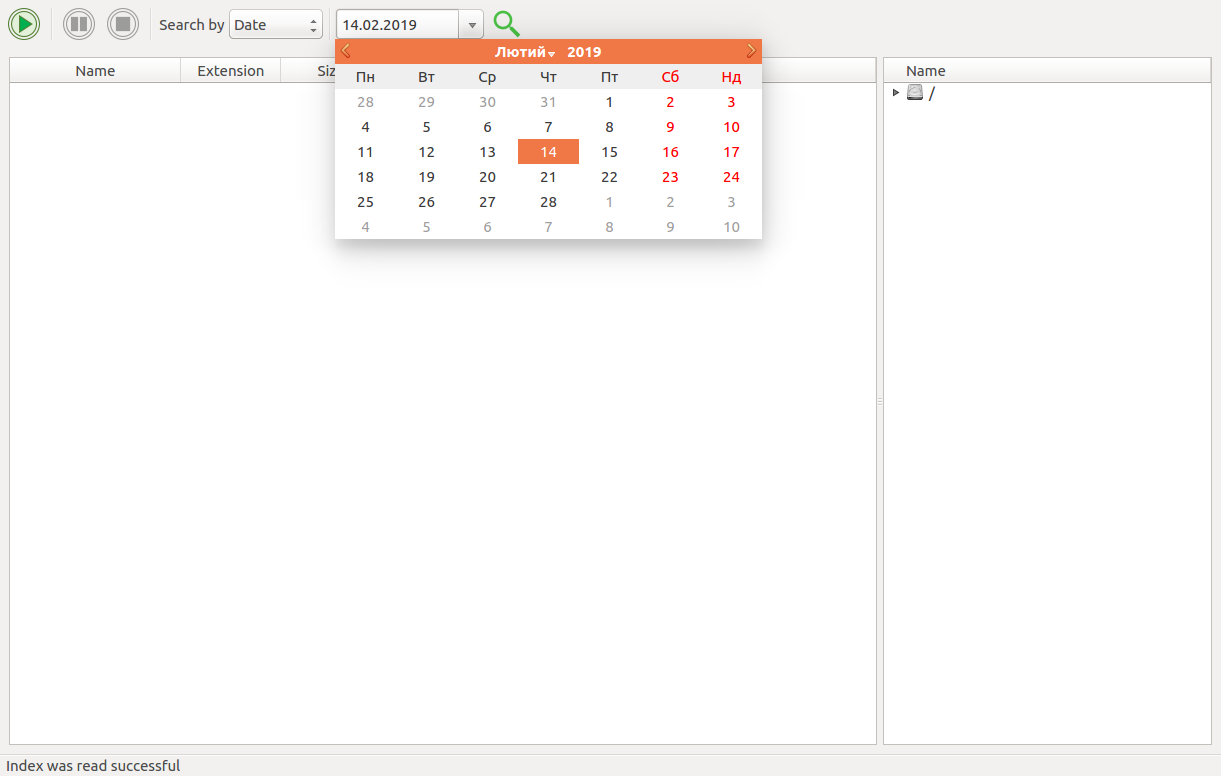 Search by Date 14.02.2019
Лютий 2019
Name Extension Siz Name
Пн Вт Ср Чт Пт Сб Нд
28 29 30 31 1 2 3
/
4 5 6 7 8 9 10
11 12 13 14 15 16 17
18 19 20 21 22 23 24
25 26 27 28 1 2 3
4 5 6 7 8 9 10
Index was read successful